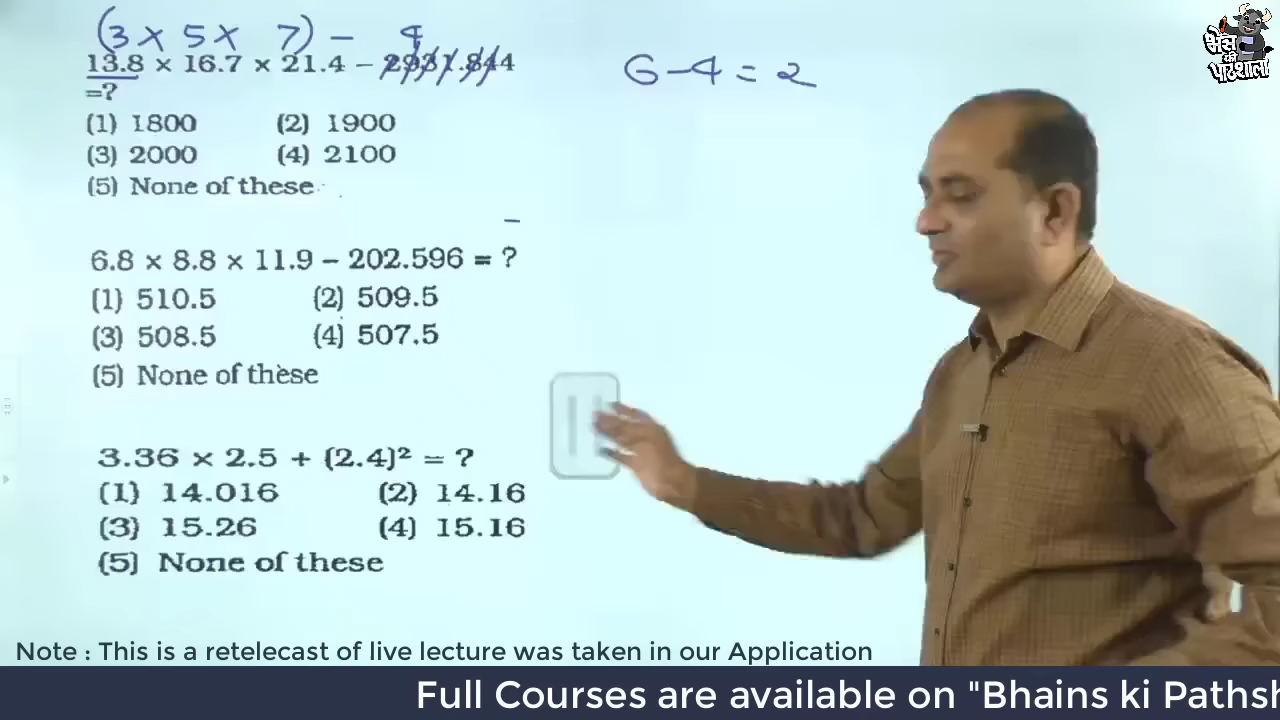 (3 × 5 × 7) − 4
13.8 × 16.7 × 21.4 − 2931.844
=?
6 − 4 = 2
(1) 1800 (2) 1900
(3) 2000 (4) 2100
(5) None of these
6.8 × 8.8 × 11.9 − 202.596 = ?
(1) 510.5 (2) 509.5
(3) 508.5 (4) 507.5
(5) None of these
3.36 × 2.5 + (2.4)² = ?
(1) 14.016 (2) 14.16
(3) 15.26 (4) 15.16
(5) None of these
भैंस की पाठशाला
Note : This is a retelecast of live lecture was taken in our Application
Full Courses are available on "Bhains ki Paths